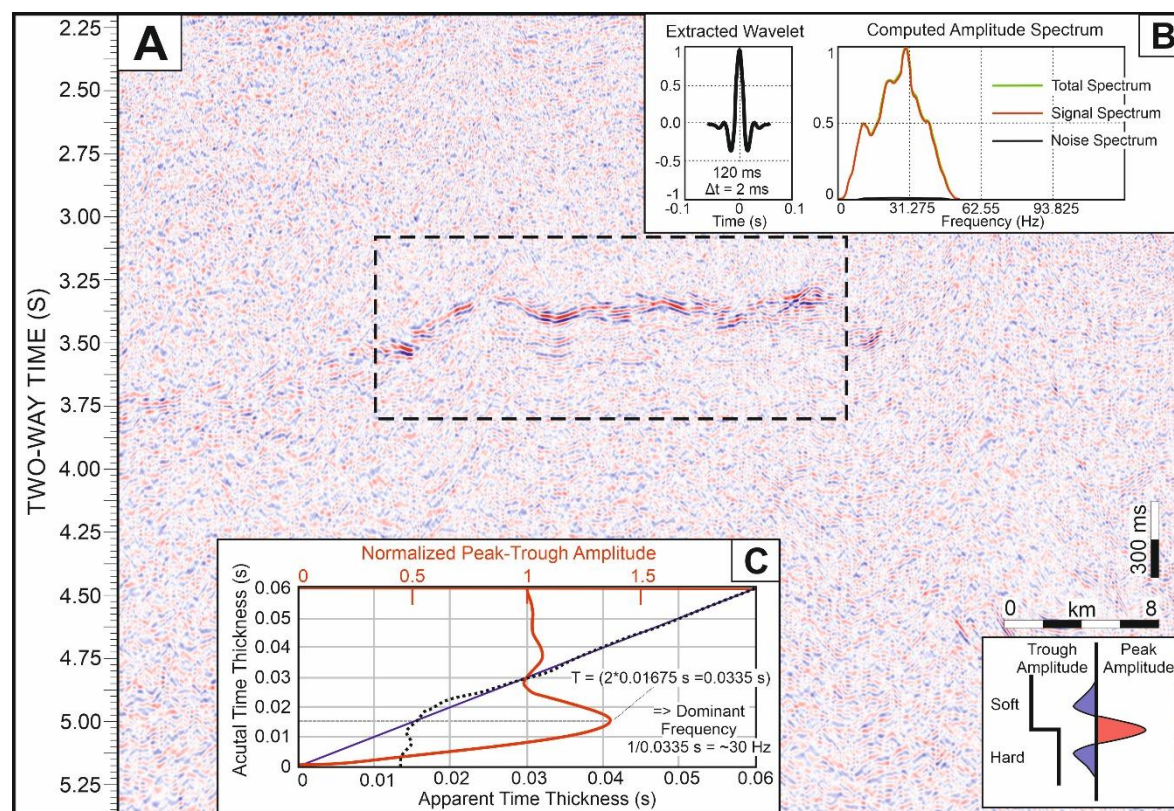 A
TWO-WAY TIME (S)
2.25
2.50
2.75
3.00
3.25
3.50
3.75
4.00
4.25
4.50
4.75
5.00
5.25
B
Extracted Wavelet
1
0.5
0.0
-0.5
-1
120 ms
Δt = 2 ms
-0.1 0 0.1
Time (s)
Computed Amplitude Spectrum
1
0.5
0
Total Spectrum
Signal Spectrum
Noise Spectrum
0 31.275 62.55 93.825
Frequency (Hz)
C
Normalized Peak-Trough Amplitude
0 0.5 1 1.5
Acutal Time Thickness (s)
0.06
0.05
0.04
0.03
0.02
0.01
0
T = (2*0.01675 s =0.0335 s)
=> Dominant
Frequency
1/0.0335 s = ~30 Hz
0 0.01 0.02 0.03 0.04 0.05 0.06
Apparent Time Thickness (s)
300 ms
0 km 8
Trough Amplitude
Peak Amplitude
Soft
Hard